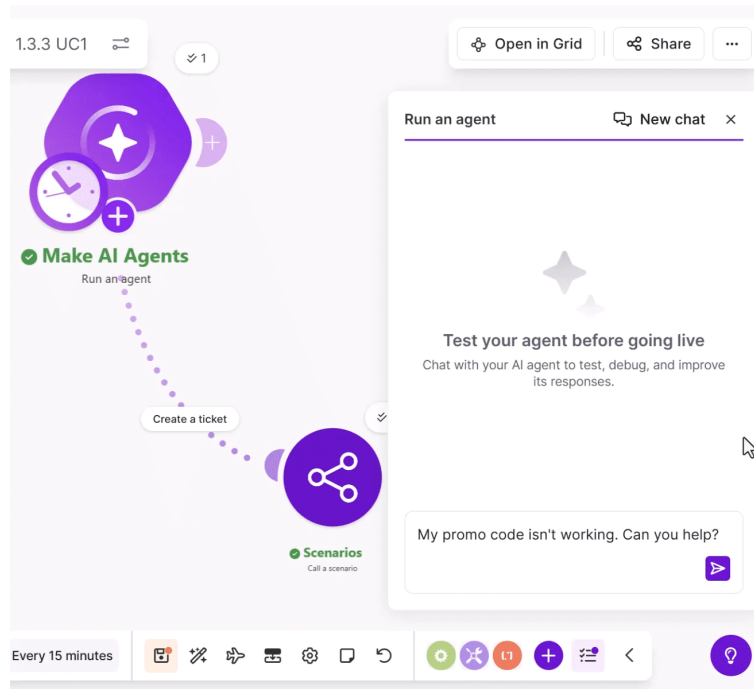 1.3.3 UC1
1
Open in Grid
Share
Run an agent
New chat
Make AI Agents
Run an agent
Test your agent before going live
Chat with your AI agent to test, debug, and improve
its responses.
Create a ticket
Scenarios
Call a scenario
My promo code isn't working. Can you help?
Every 15 minutes